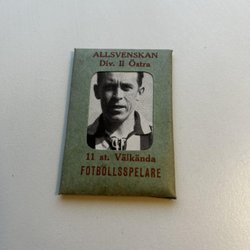 ALLSVENSKAN
Div. II Östra
11 st. Välkända
FOTBOLLSSPELARE